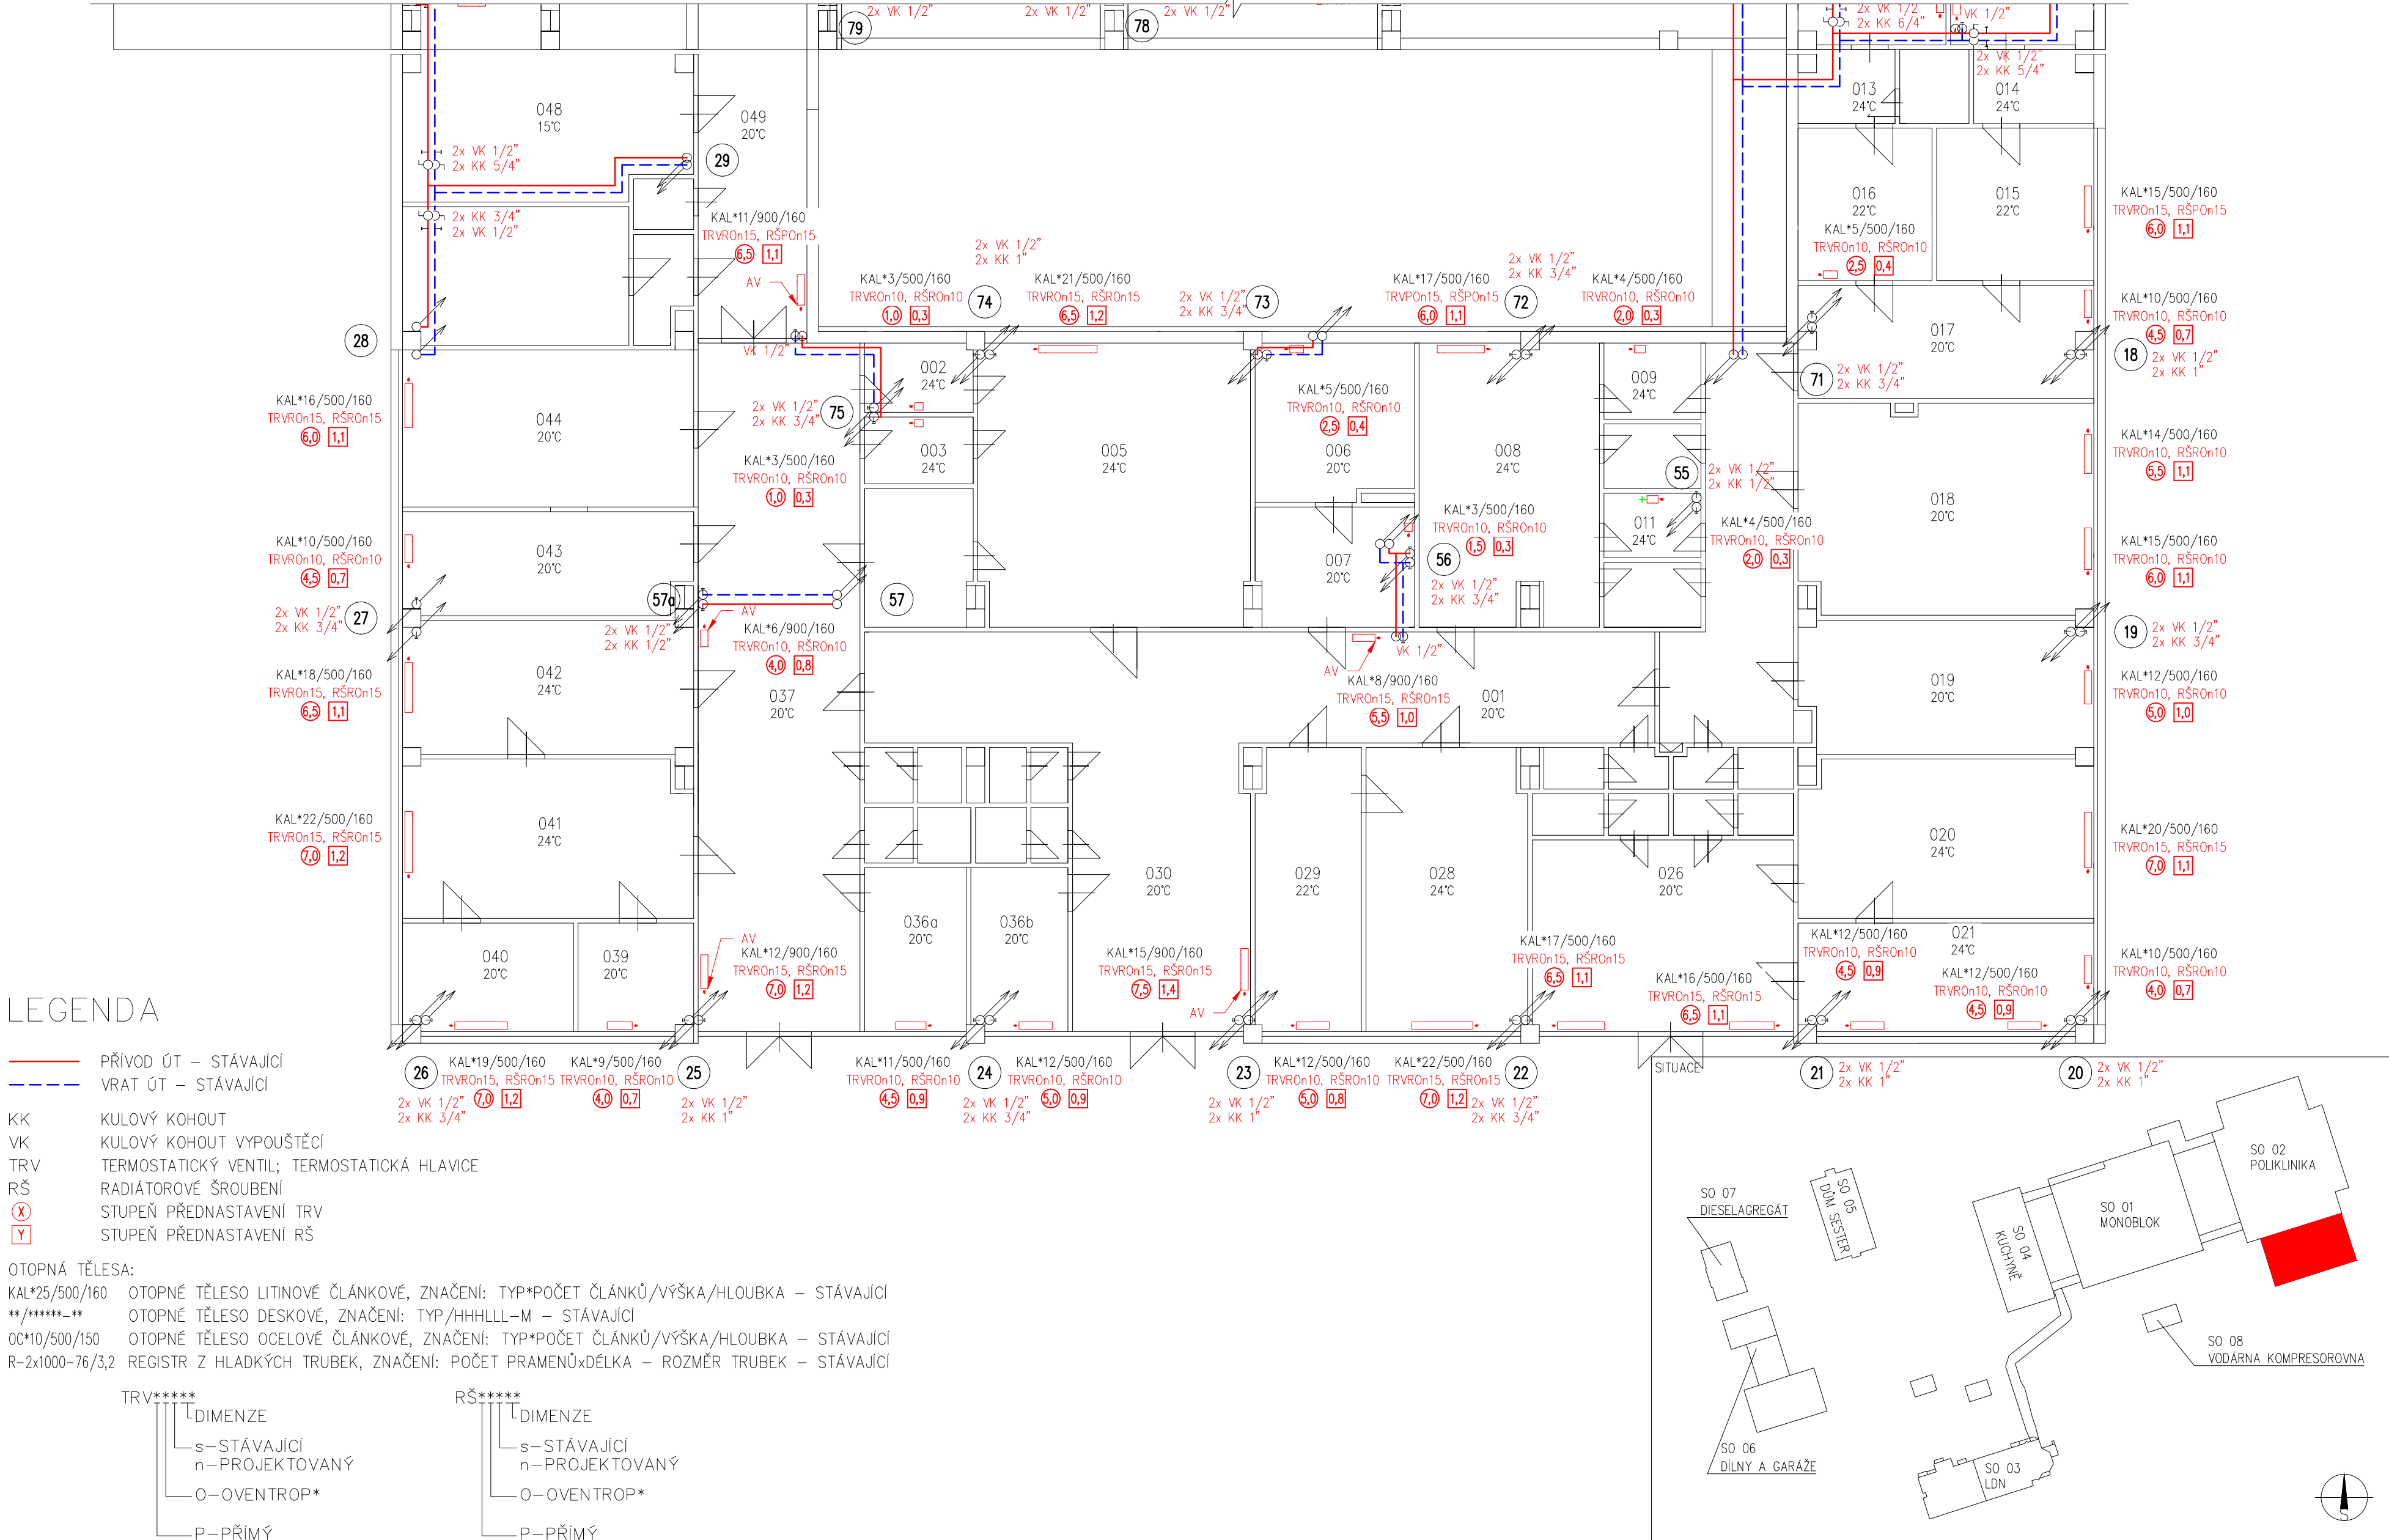 2x VK 1/2"
2x VK 1/2"
2x VK 1/2"
79
78
2x VK 1/2
2x KK 6/4"
VK 1/2"
2x VK 1/2"
2x KK 5/4"
048
15°C
049
20°C
013
24°C
014
24°C
2x VK 1/2"
2x KK 5/4"
29
2x KK 3/4"
2x VK 1/2"
KAL*11/900/160
TRVROn15, RŠPOn15
6,5 1,1
AV
016
22°C
015
22°C
KAL*15/500/160
TRVROn15, RŠPOn15
6,0 1,1
KAL*5/500/160
TRVROn10, RŠROn10
2,5 0,4
2x VK 1/2"
2x KK 1"
KAL*3/500/160
TRVROn10, RŠROn10
1,0 0,3
74
KAL*21/500/160
TRVROn15, RŠROn15
6,5 1,2
2x VK 1/2"
2x KK 3/4"
73
KAL*17/500/160
TRVPOn15, RŠPOn15
6,0 1,1
2x VK 1/2"
2x KK 3/4"
72
KAL*4/500/160
TRVROn10, RŠROn10
2,0 0,3
KAL*10/500/160
TRVROn10, RŠROn10
4,5 0,7
017
20°C
28
VK 1/2"
18
2x VK 1/2"
2x KK 1"
71
2x VK 1/2"
2x KK 3/4"
002
24°C
009
24°C
KAL*16/500/160
TRVROn15, RŠROn15
6,0 1,1
044
20°C
2x VK 1/2"
2x KK 3/4"
75
KAL*5/500/160
TRVROn10, RŠROn10
2,5 0,4
003
24°C
005
24°C
006
20°C
008
24°C
KAL*14/500/160
TRVROn10, RŠROn10
5,5 1,1
KAL*3/500/160
TRVROn10, RŠROn10
1,0 0,3
55
2x VK 1/2"
2x KK 1/2"
018
20°C
KAL*3/500/160
TRVROn10, RŠROn10
1,5 0,3
011
24°C
KAL*4/500/160
TRVROn10, RŠROn10
2,0 0,3
KAL*10/500/160
TRVROn10, RŠROn10
4,5 0,7
043
20°C
007
20°C
56
2x VK 1/2"
2x KK 3/4"
KAL*15/500/160
TRVROn10, RŠROn10
6,0 1,1
2x VK 1/2"
2x KK 3/4"
27
57a
57
AV
2x VK 1/2"
2x KK 1/2"
KAL*6/900/160
TRVROn10, RŠROn10
4,0 0,8
VK 1/2"
AV
19
2x VK 1/2"
2x KK 3/4"
KAL*18/500/160
TRVROn15, RŠROn15
6,5 1,1
042
24°C
037
20°C
KAL*8/900/160
TRVROn15, RŠROn15
5,5 1,0
001
20°C
019
20°C
KAL*12/500/160
TRVROn10, RŠROn10
5,0 1,0
KAL*22/500/160
TRVROn15, RŠROn15
7,0 1,2
041
24°C
020
24°C
KAL*20/500/160
TRVROn15, RŠROn15
7,0 1,1
030
20°C
029
22°C
028
24°C
026
20°C
036a
20°C
036b
20°C
040
20°C
039
20°C
AV
KAL*12/900/160
TRVROn15, RŠROn15
7,0 1,2
KAL*15/900/160
TRVROn15, RŠROn15
7,5 1,4
AV
KAL*17/500/160
TRVROn15, RŠROn15
6,5 1,1
KAL*16/500/160
TRVROn15, RŠROn15
6,5 1,1
KAL*12/500/160
TRVROn10, RŠROn10
4,5 0,9
021
24°C
KAL*12/500/160
TRVROn10, RŠROn10
4,5 0,9
KAL*10/500/160
TRVROn10, RŠROn10
4,0 0,7
26
KAL*19/500/160
TRVROn15, RŠROn15
7,0 1,2
2x VK 1/2"
2x KK 3/4"
KAL*9/500/160
TRVROn10, RŠROn10
4,0 0,7
25
2x VK 1/2"
2x KK 1"
KAL*11/500/160
TRVROn10, RŠROn10
4,5 0,9
24
2x VK 1/2"
2x KK 3/4"
KAL*12/500/160
TRVROn10, RŠROn10
5,0 0,9
23
2x VK 1/2"
2x KK 1"
KAL*12/500/160
TRVROn10, RŠROn10
5,0 0,8
KAL*22/500/160
TRVROn15, RŠROn15
7,0 1,2
22
2x VK 1/2"
2x KK 3/4"
21
2x VK 1/2"
2x KK 1"
20
2x VK 1/2"
2x KK 1"
LEGENDA
PŘÍVOD ÚT – STÁVAJÍCÍ
VRAT ÚT – STÁVAJÍCÍ
KK KULOVÝ KOHOUT
VK KULOVÝ KOHOUT VYPOUŠTĚCÍ
TRV TERMOSTATICKÝ VENTIL; TERMOSTATICKÁ HLAVICE
RŠ RADIÁTOROVÉ ŠROUBENÍ
X STUPEŇ PŘEDNASTAVENÍ TRV
Y STUPEŇ PŘEDNASTAVENÍ RŠ
OTOPNÁ TĚLESA:
KAL*25/500/160 OTOPNÉ TĚLESO LITINOVÉ ČLÁNKOVÉ, ZNAČENÍ: TYP*POČET ČLÁNKŮ/VÝŠKA/HLOUBKA – STÁVAJÍCÍ
**/******-** OTOPNÉ TĚLESO DESKOVÉ, ZNAČENÍ: TYP/HHHLLL–M – STÁVAJÍCÍ
OC*10/500/150 OTOPNÉ TĚLESO OCELOVÉ ČLÁNKOVÉ, ZNAČENÍ: TYP*POČET ČLÁNKŮ/VÝŠKA/HLOUBKA – STÁVAJÍCÍ
R–2x1000–76/3,2 REGISTR Z HLADKÝCH TRUBEK, ZNAČENÍ: POČET PRAMENŮxDÉLKA – ROZMĚR TRUBEK – STÁVAJÍCÍ
TRV*****
DIMENZE
s–STÁVAJÍCÍ
n–PROJEKTOVANÝ
O–OVENTROP*
P–PŘÍMÝ
RŠ*****
DIMENZE
s–STÁVAJÍCÍ
n–PROJEKTOVANÝ
O–OVENTROP*
P–PŘÍMÝ
SITUACE
SO 02
POLIKLINIKA
SO 07
DIESELAGREGÁT
SO 05
DŮM SESTER
SO 01
MONOBLOK
SO 04
KUCHYNĚ
SO 08
VODÁRNA KOMPRESOROVNA
SO 06
DÍLNY A GARÁŽE
SO 03
LDN
S